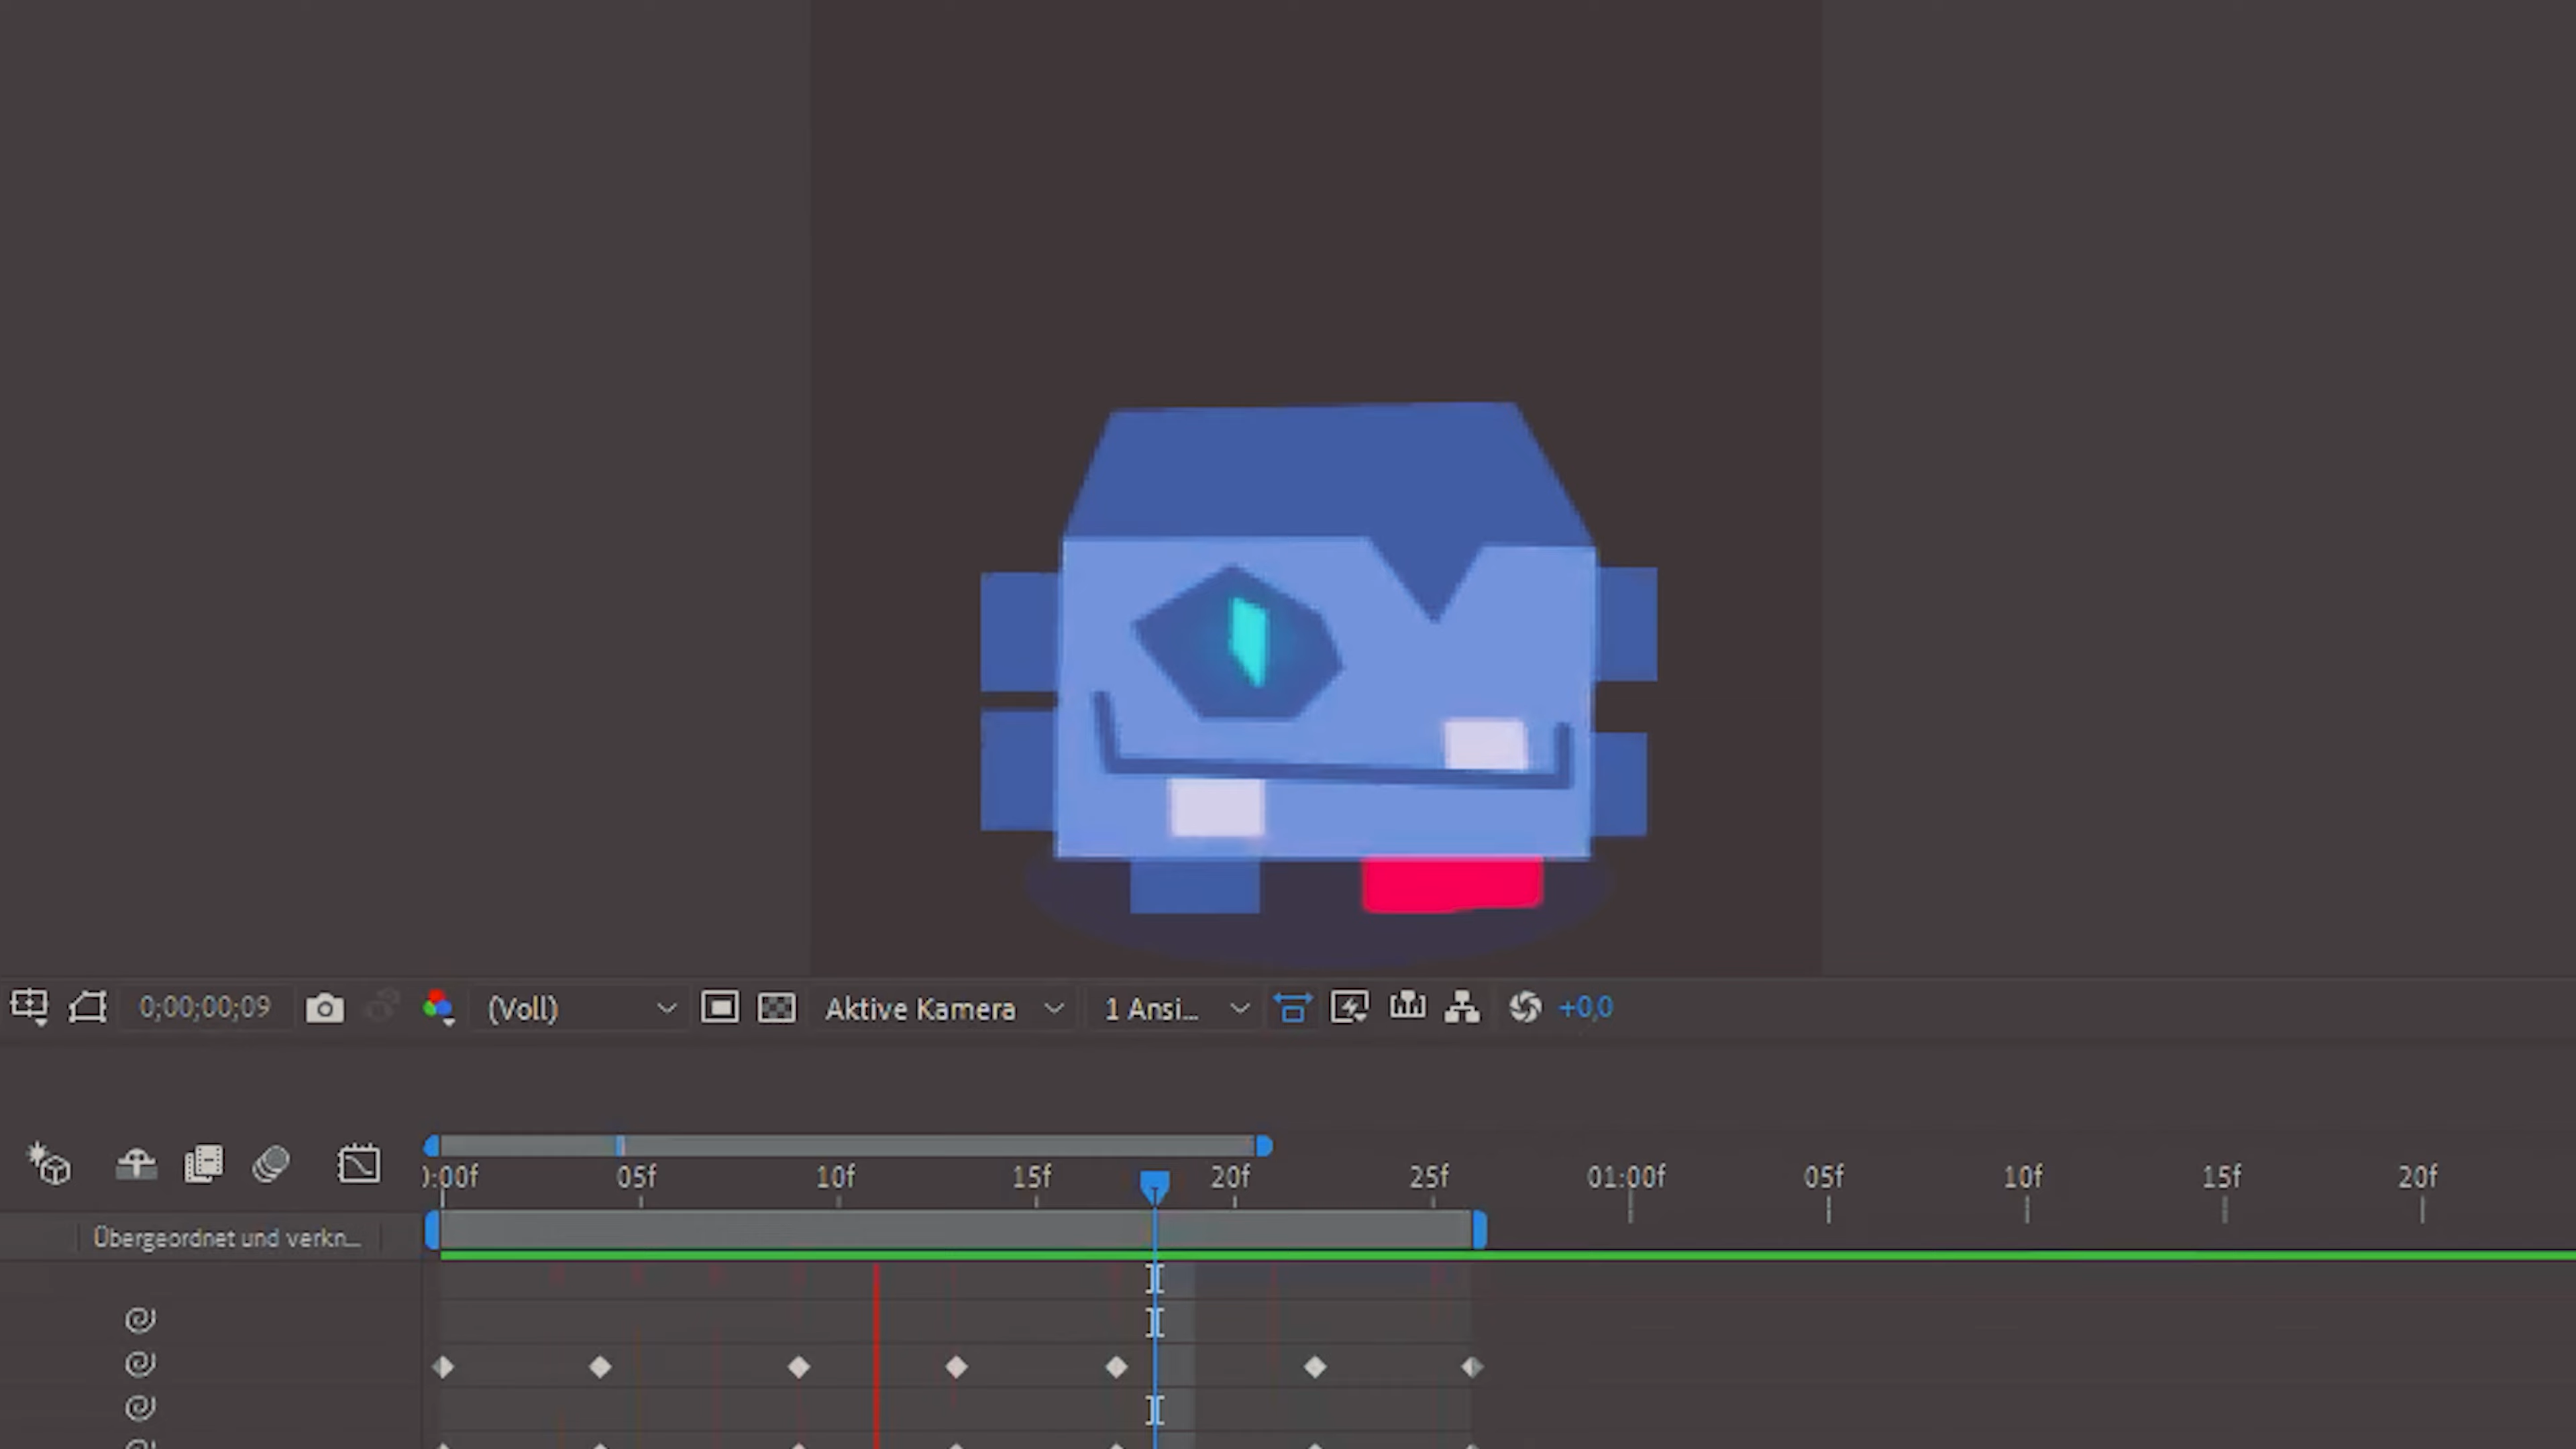 0;00;00;09 (Voll) Aktive Kamera 1 Ansi... +0,0
):00f 05f 10f 15f 20f 25f 01:00f 05f 10f 15f 20f
Übergeordnet und verkn...